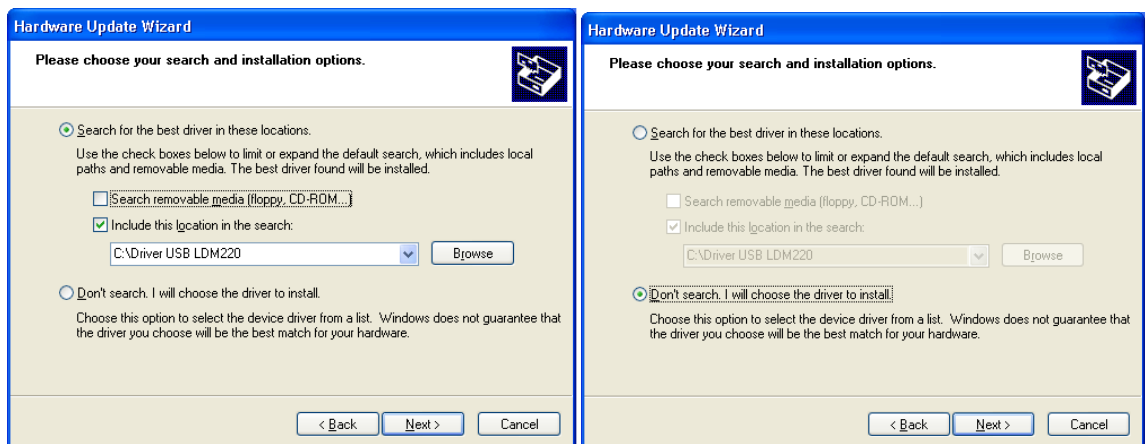 Hardware Update Wizard
Please choose your search and installation options.
Search for the best driver in these locations.
Use the check boxes below to limit or expand the default search, which includes local
paths and removable media. The best driver found will be installed.
Search removable media (floppy, CD-ROM...)
Include this location in the search:
C:\Driver USB LDM220
Browse
Don't search. I will choose the driver to install.
Choose this option to select the device driver from a list. Windows does not guarantee that
the driver you choose will be the best match for your hardware.
< Back
Next >
Cancel
Hardware Update Wizard
Please choose your search and installation options.
Search for the best driver in these locations.
Use the check boxes below to limit or expand the default search, which includes local
paths and removable media. The best driver found will be installed.
Search removable media (floppy, CD-ROM...)
Include this location in the search:
C:\Driver USB LDM220
Browse
Don't search. I will choose the driver to install.
Choose this option to select the device driver from a list. Windows does not guarantee that
the driver you choose will be the best match for your hardware.
< Back
Next >
Cancel